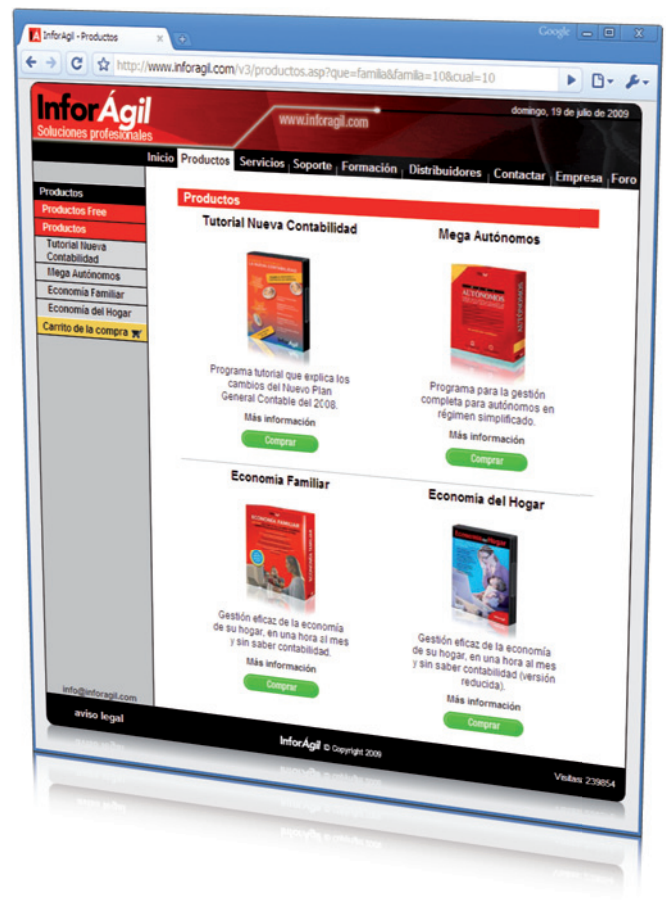 InforÁgil - Productos
Google
http://www.inforagil.com/v3/productos.asp?que=familia&familia=10&cual=10
InforÁgil
Soluciones profesionales
www.inforagil.com
domingo, 19 de julio de 2009
Inicio Productos Servicios Soporte Formación Distribuidores Contactar Empresa Foro
Productos
Productos Free
Productos
Tutorial Nueva
Contabilidad
Mega Autónomos
Economía Familiar
Economía del Hogar
Carrito de la compra
info@inforagil.com
Productos
Tutorial Nueva Contabilidad
Programa tutorial que explica los
cambios del Nuevo Plan
General Contable del 2008.
Más información
Comprar
Mega Autónomos
AUTÓNOMOS
Programa para la gestión
completa para autónomos en
régimen simplificado.
Más información
Comprar
Economía Familiar
ECONOMÍA FAMILIAR
Gestión eficaz de la economía
de su hogar, en una hora al mes
y sin saber contabilidad.
Más información
Comprar
Economía del Hogar
Economía del Hogar
Gestión eficaz de la economía
de su hogar, en una hora al mes
y sin saber contabilidad (versión
reducida).
Más información
Comprar
aviso legal
InforÁgil © Copyright 2009
Visitas: 239854